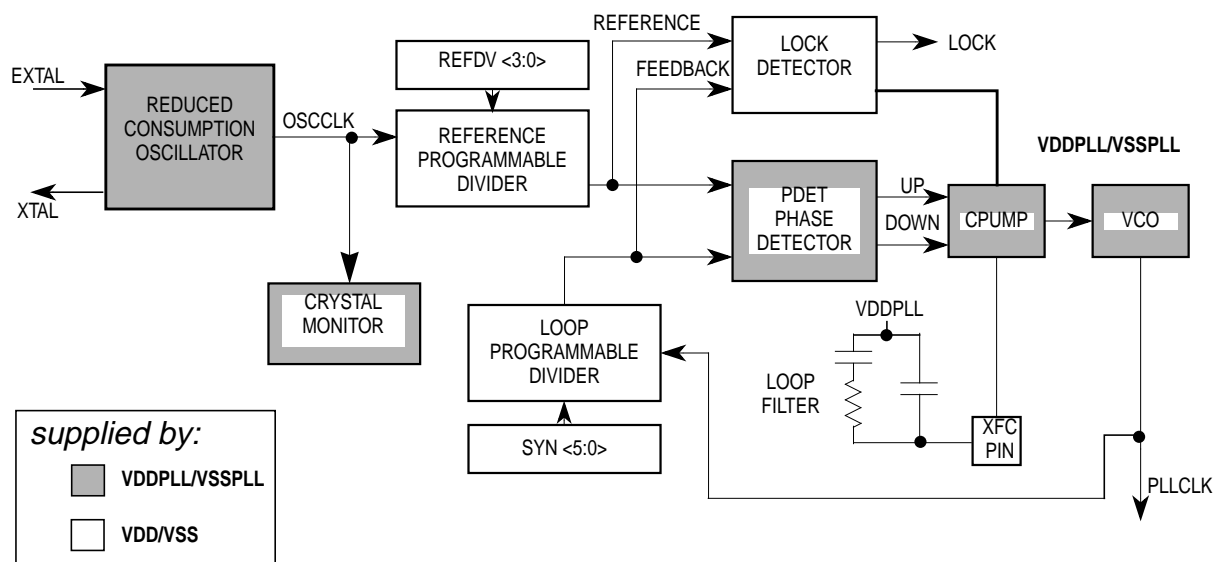 REFERENCE
REFDV <3:0>
LOCK
DETECTOR
LOCK
FEEDBACK
EXTAL
REDUCED
CONSUMPTION
OSCILLATOR
OSCCLK
REFERENCE
PROGRAMMABLE
DIVIDER
VDDPLL/VSSPLL
XTAL
PDET
PHASE
DETECTOR
UP
DOWN
CPUMP
VCO
CRYSTAL
MONITOR
LOOP
PROGRAMMABLE
DIVIDER
VDDPLL
LOOP
FILTER
XFC
PIN
SYN <5:0>
PLLCLK
supplied by:
VDDPLL/VSSPLL
VDD/VSS